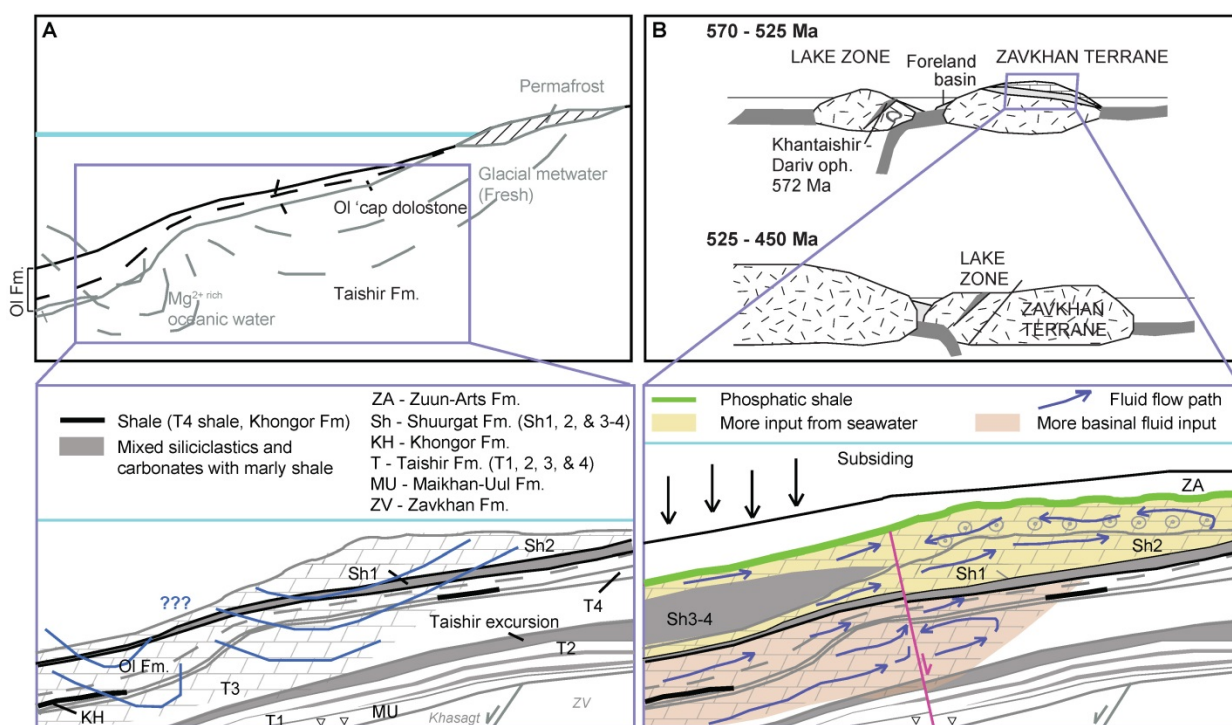 A
Permafrost
Glacial metwater
(Fresh)
Ol 'cap dolostone
Taishir Fm.
Mg2+ rich
oceanic water
Ol Fm.
B
570 - 525 Ma
LAKE ZONE
Foreland
basin
ZAVKHAN TERRANE
Khantaishir -
Dariv oph.
572 Ma
525 - 450 Ma
LAKE
ZONE
ZAVKHAN
TERRANE
Shale (T4 shale, Khongor Fm)
Mixed siliciclastics and
carbonates with marly shale
ZA - Zuun-Arts Fm.
Sh - Shuurgat Fm. (Sh1, 2, & 3-4)
KH - Khongor Fm.
T - Taishir Fm. (T1, 2, 3, & 4)
MU - Maikhan-Uul Fm.
ZV - Zavkhan Fm.
Sh2
Sh1
???
T4
Taishir excursion
Ol Fm.
T2
T3
KH
T1
MU
Khasagt
ZV
Phosphatic shale
Fluid flow path
More input from seawater
More basinal fluid input
Subsiding
ZA
Sh2
Sh1
Sh3-4